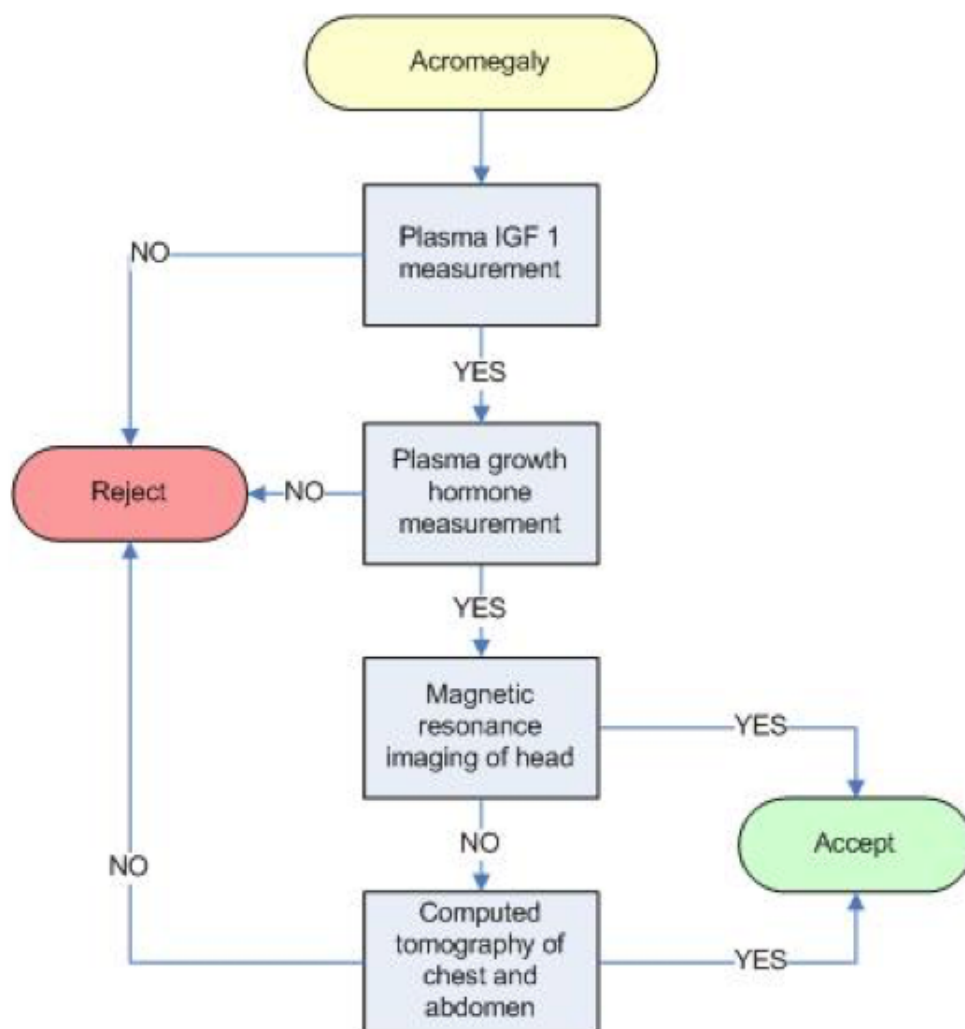 Acromegaly
Plasma IGF 1
measurement
NO
YES
Plasma growth
hormone
measurement
NO
Reject
YES
Magnetic
resonance
imaging of head
YES
NO
Accept
NO
Computed
tomography of
chest and
abdomen
YES